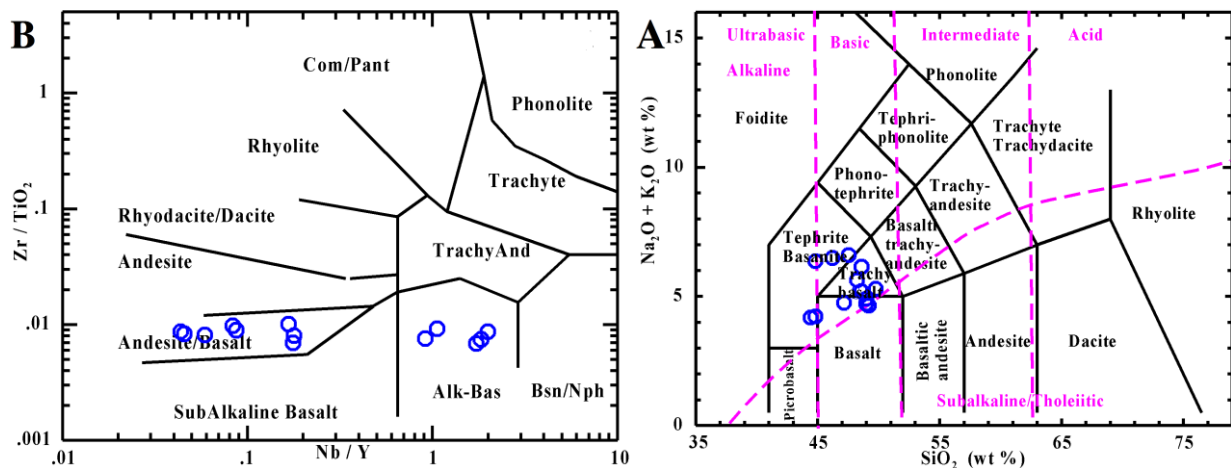 B
Com/Pant
Phonolite
Rhyolite
Trachyte
Rhyodacite/Dacite
TrachyAnd
Andesite
Andesite/Basalt
Alk-Bas
Bsn/Nph
SubAlkaline Basalt
Zr / TiO2
1
.1
.01
.001
.01
.1
1
10
Nb / Y
A
Ultrabasic
Basic
Intermediate
Acid
Alkaline
Phonolite
Foidite
Tephri-
phonolite
Trachyte
Trachydacite
Phono-
tephrite
Trachy-
andesite
Rhyolite
Tephrite
Basanite
Basalti
trachy-
andesite
Trachy
basalt
Basalt
Basaltic
andesite
Andesite
Dacite
Picrobasalt
Subalkaline/Tholeiitic
Na2O + K2O (wt %)
15
10
5
0
35
45
55
65
75
SiO2 (wt %)